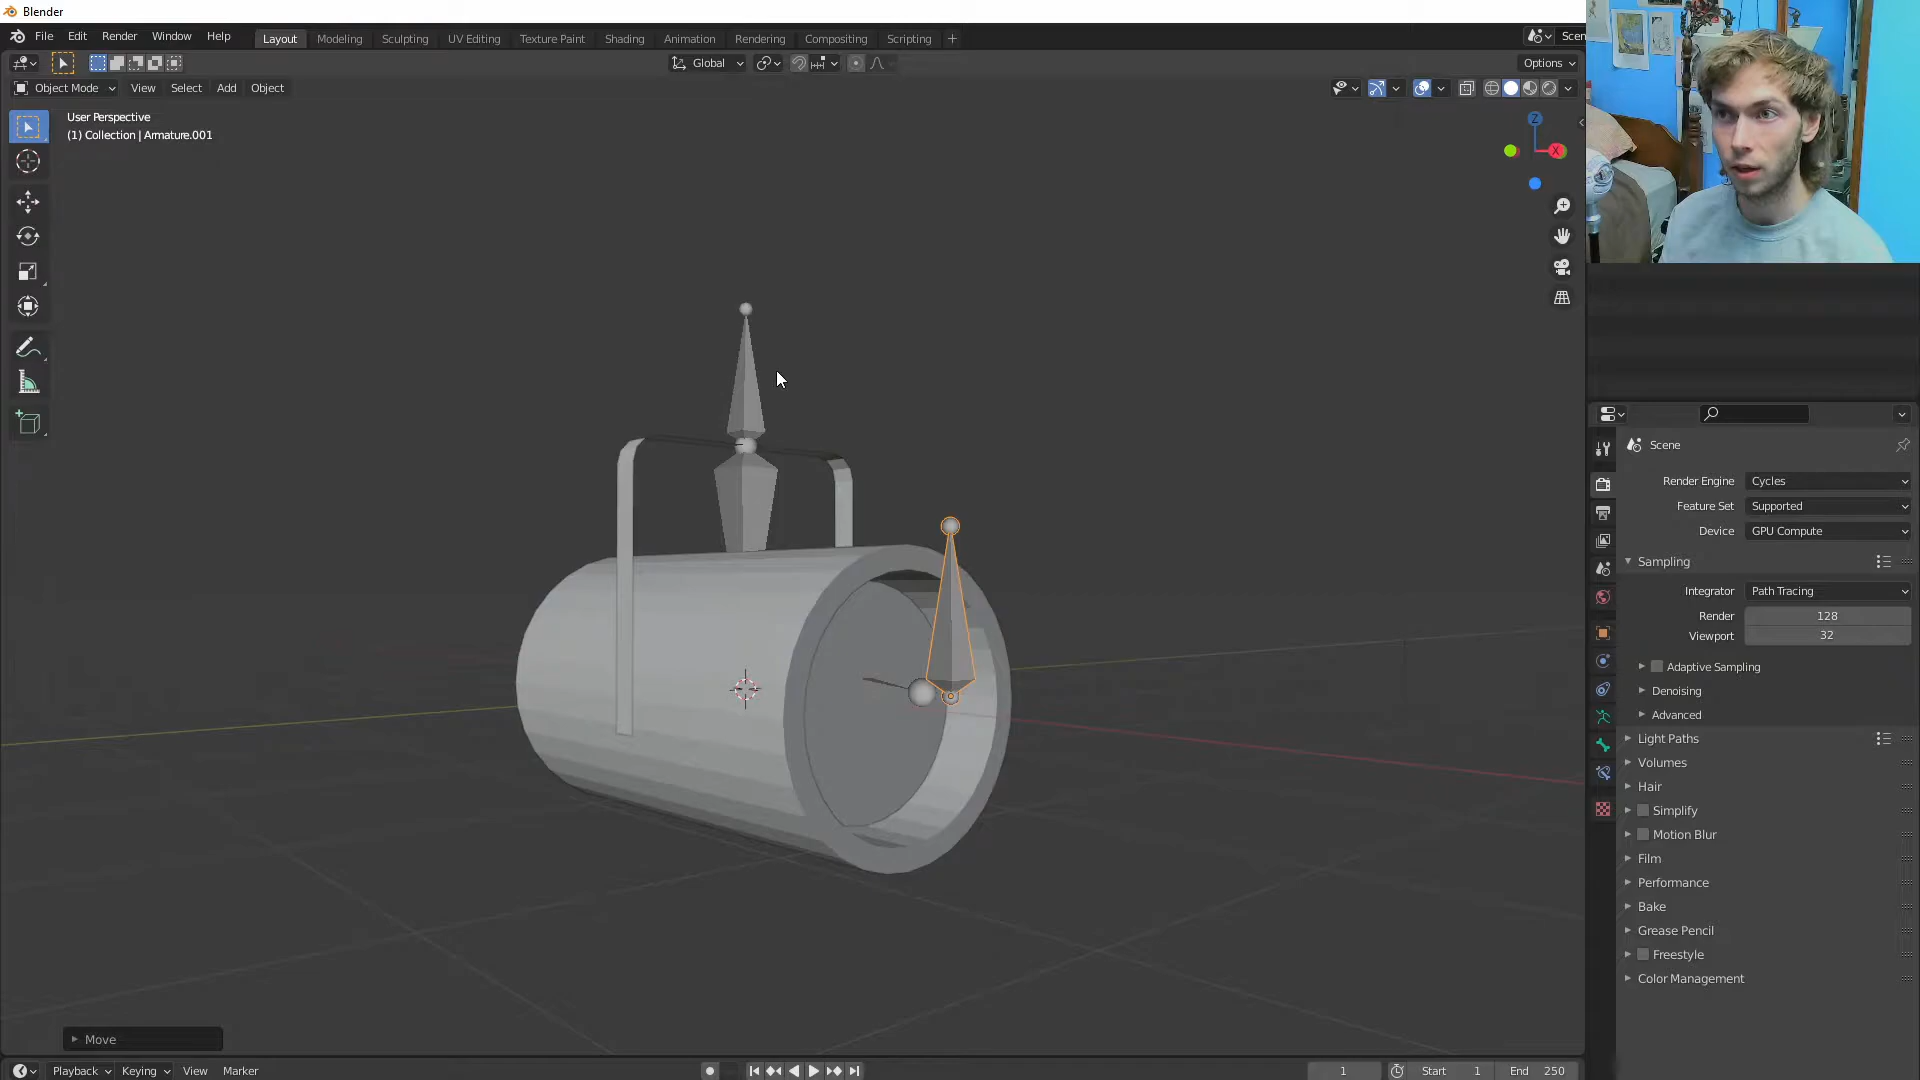 Blender
File Edit Render Window Help
Layout Modeling Sculpting UV Editing Texture Paint Shading Animation Rendering Compositing Scripting
Scen
Global
Options
Object Mode View Select Add Object
User Perspective
(1) Collection | Armature.001
Z
X
Scene
Render Engine Cycles
Feature Set Supported
Device GPU Compute
Sampling
Integrator Path Tracing
Render 128
Viewport 32
Adaptive Sampling
Denoising
Advanced
Light Paths
Volumes
Hair
Simplify
Motion Blur
Film
Performance
Bake
Grease Pencil
Freestyle
Color Management
Move
Playback Keying View Marker
1
Start 1
End 250